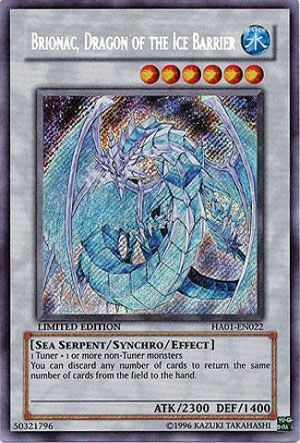 BRIONAC, DRAGON OF THE ICE BARRIER
WATER
水
LIMITED EDITION HA01-EN022
[SEA SERPENT/SYNCHRO/EFFECT]
1 Tuner + 1 or more non-Tuner monsters
You can discard any number of cards to return the same
number of cards from the field to the hand.
ATK/2300 DEF/1400
50321796 ©1996 KAZUKI TAKAHASHI